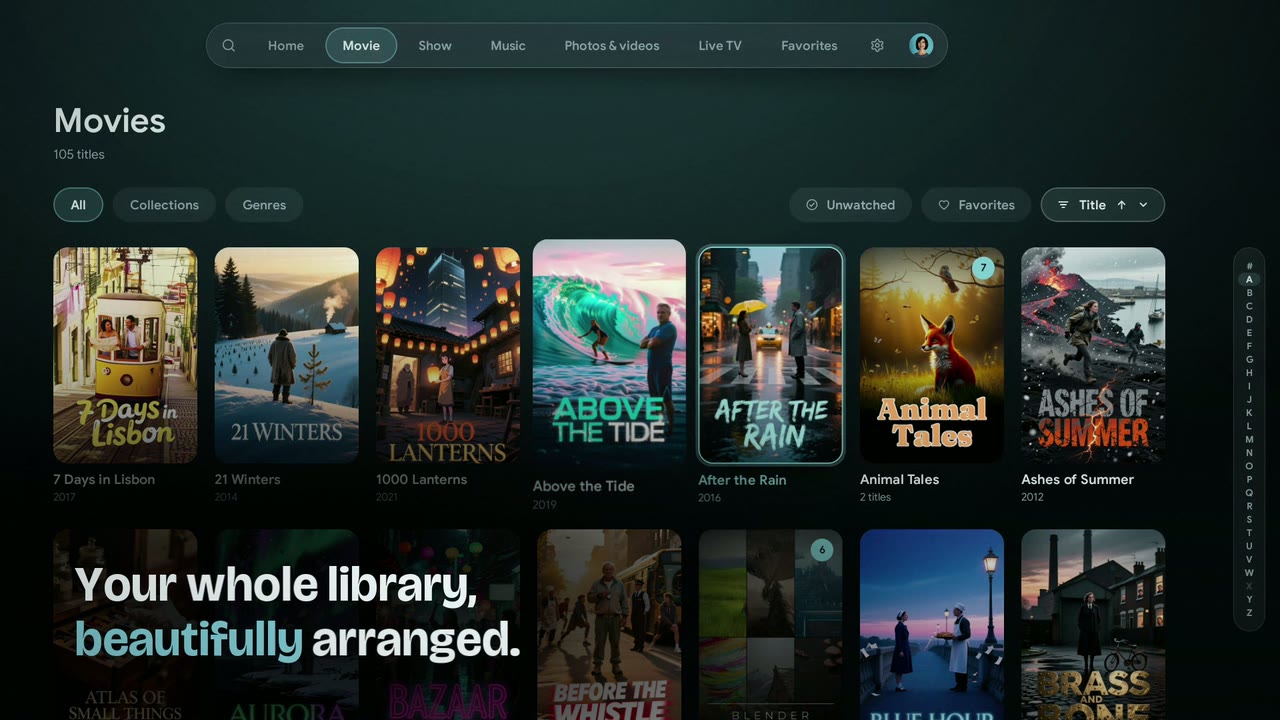 Home Movie Show Music Photos & videos Live TV Favorites
Movies
105 titles
All Collections Genres Unwatched Favorites Title
7 Days in Lisbon
21 WINTERS
1000 LANTERNS
ABOVE THE TIDE
AFTER THE RAIN
7
Animal Tales
ASHES OF SUMMER
7 Days in Lisbon
2017
21 Winters
2014
1000 Lanterns
2021
Above the Tide
2019
After the Rain
2016
Animal Tales
2 titles
Ashes of Summer
2012
#
A
B
C
D
E
F
G
H
I
J
K
L
M
N
O
P
Q
R
S
T
U
V
W
X
Y
Z
6
Your whole library,
beautifully arranged.
ATLAS OF
SMALL THINGS
AURORA
BAZAAR
BEFORE THE
WHISTLE
BLENDER
BLUE HOUR
BRASS
AND
BONE